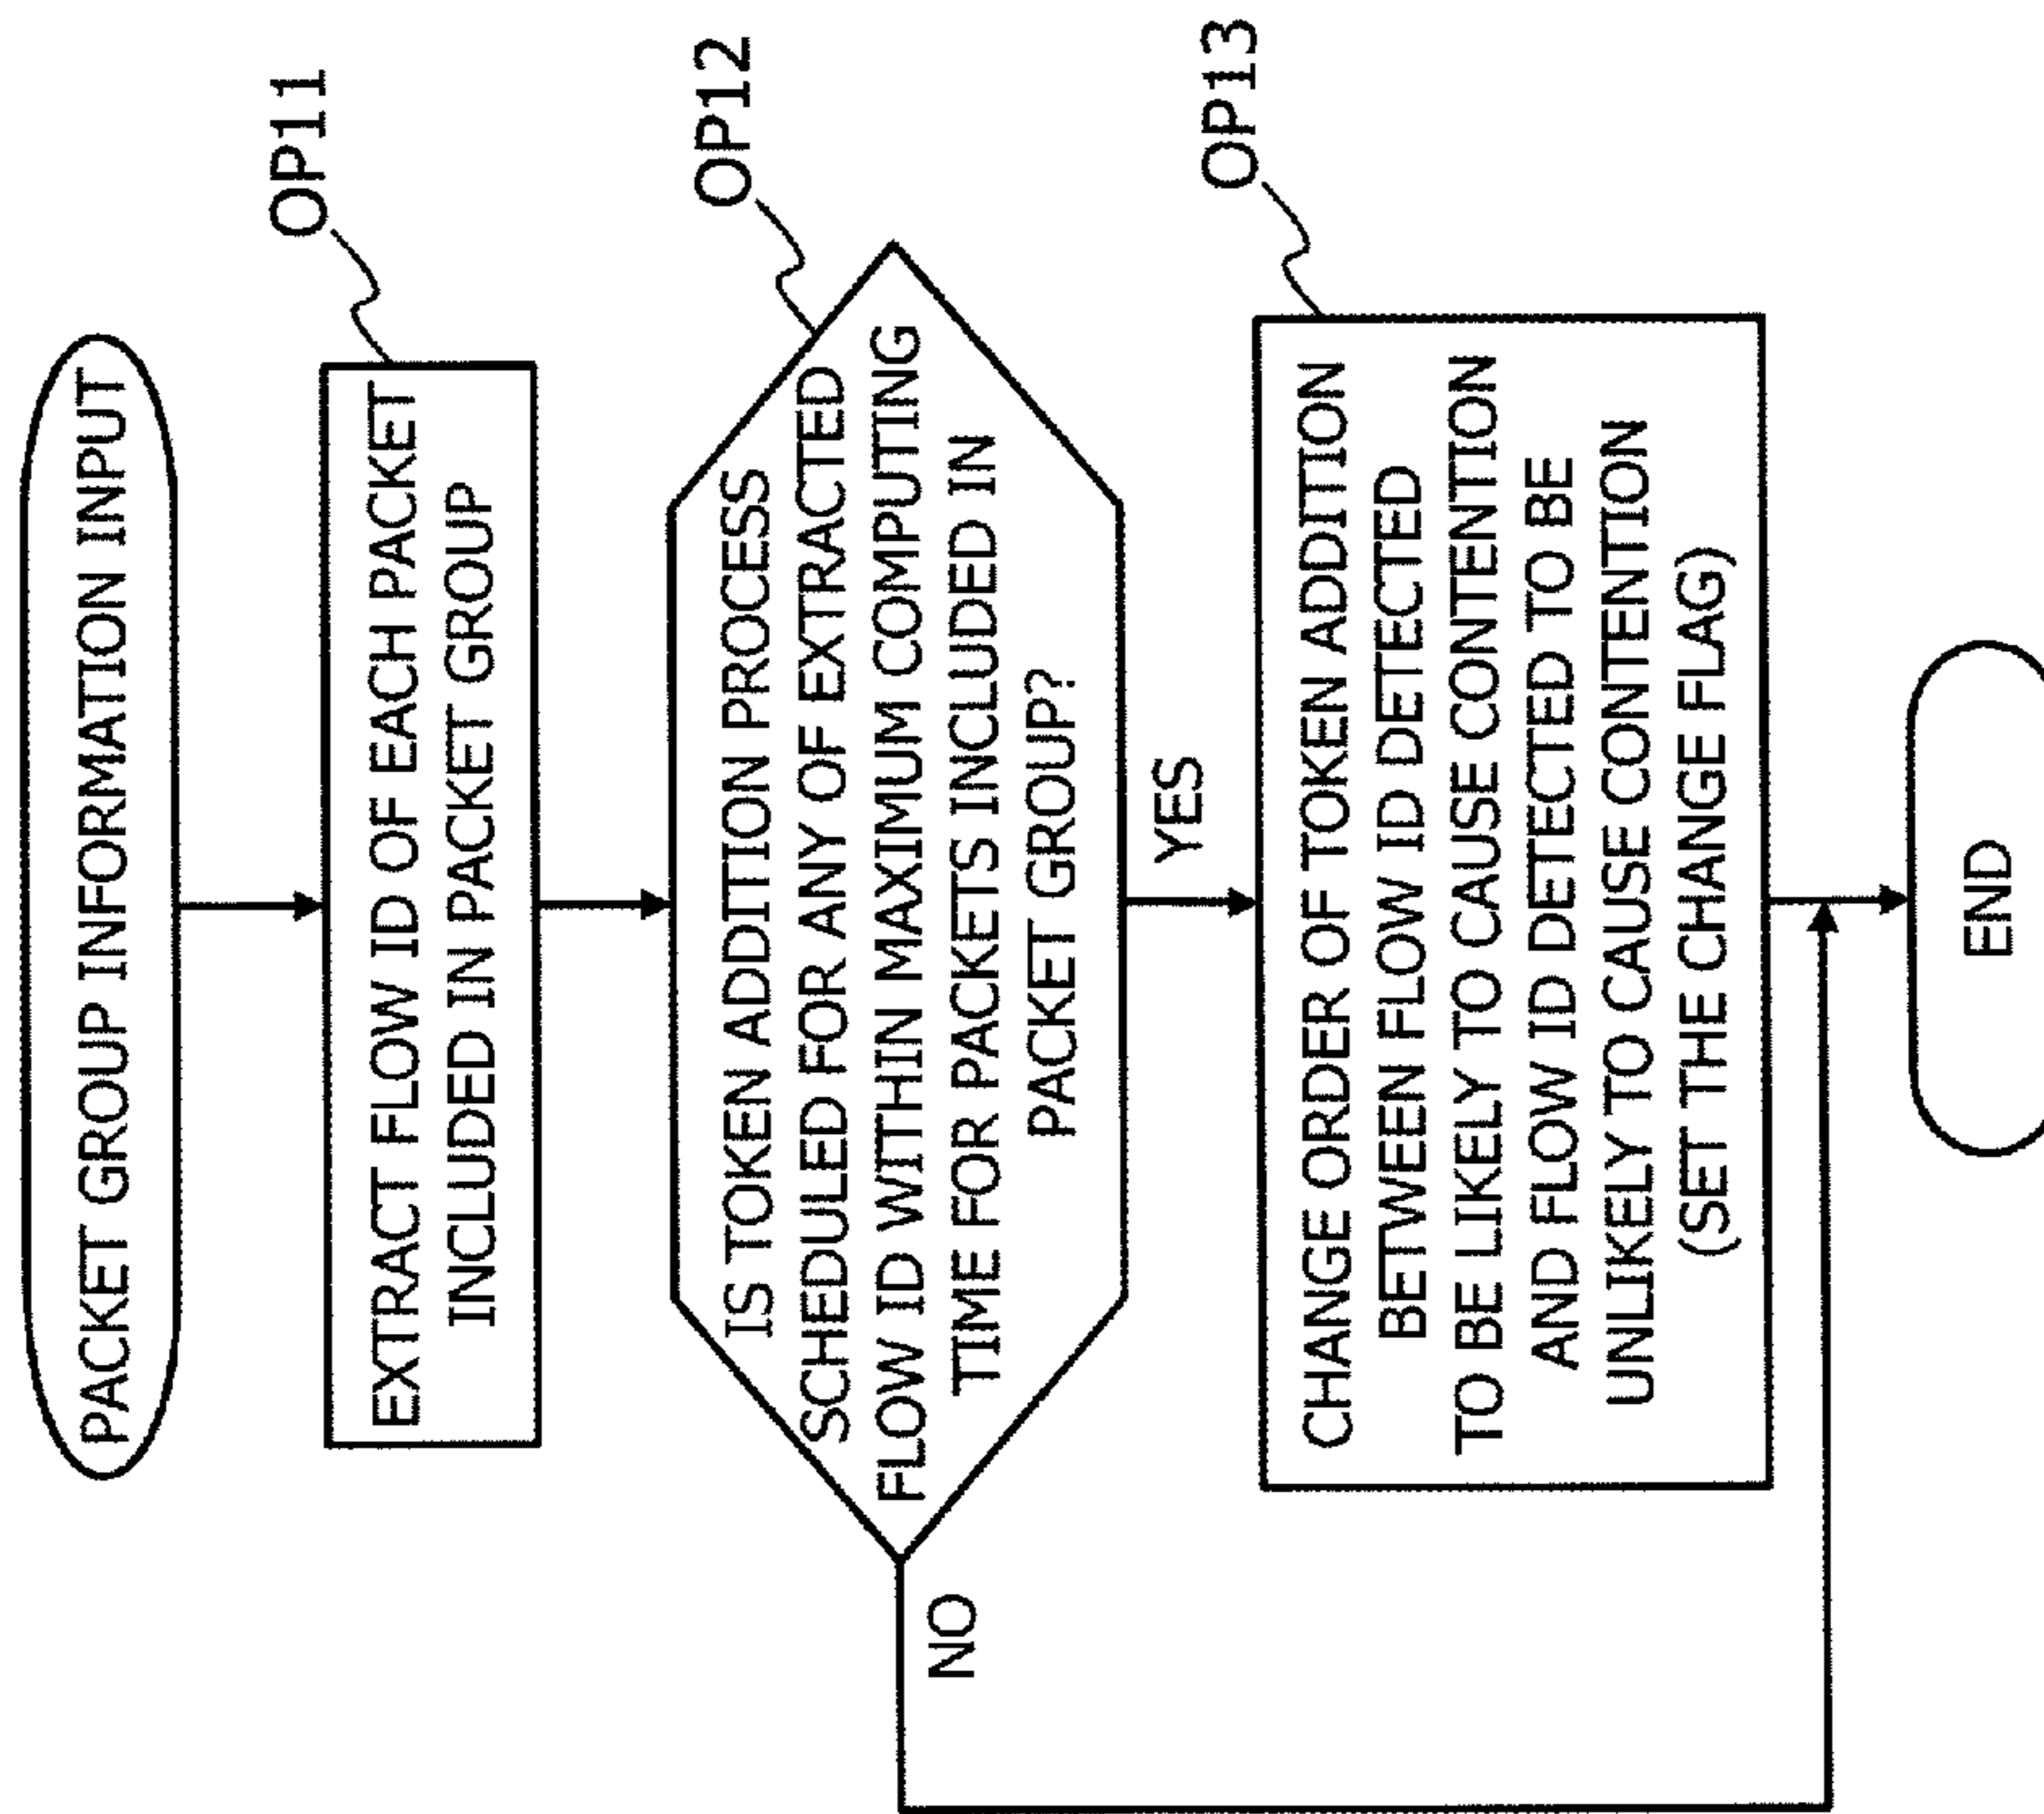 PACKET GROUP INFORMATION INPUT
OP11
EXTRACT FLOW ID OF EACH PACKET
INCLUDED IN PACKET GROUP
OP12
IS TOKEN ADDITION PROCESS
SCHEDULED FOR ANY OF EXTRACTED
FLOW ID WITHIN MAXIMUM COMPUTING
TIME FOR PACKETS INCLUDED IN
PACKET GROUP?
NO
YES
OP13
CHANGE ORDER OF TOKEN ADDITION
BETWEEN FLOW ID DETECTED
TO BE LIKELY TO CAUSE CONTENTION
AND FLOW ID DETECTED TO BE
UNLIKELY TO CAUSE CONTENTION
(SET THE CHANGE FLAG)
END